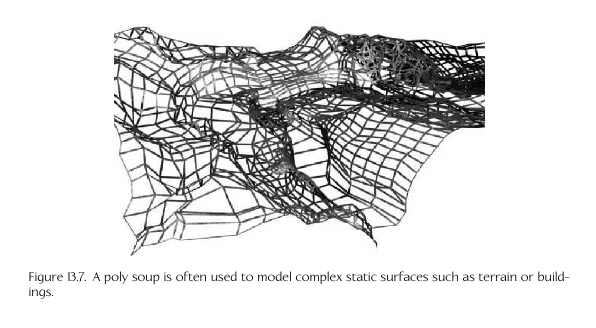 Figure 13.7. A poly soup is often used to model complex static surfaces such as terrain or build-
ings.